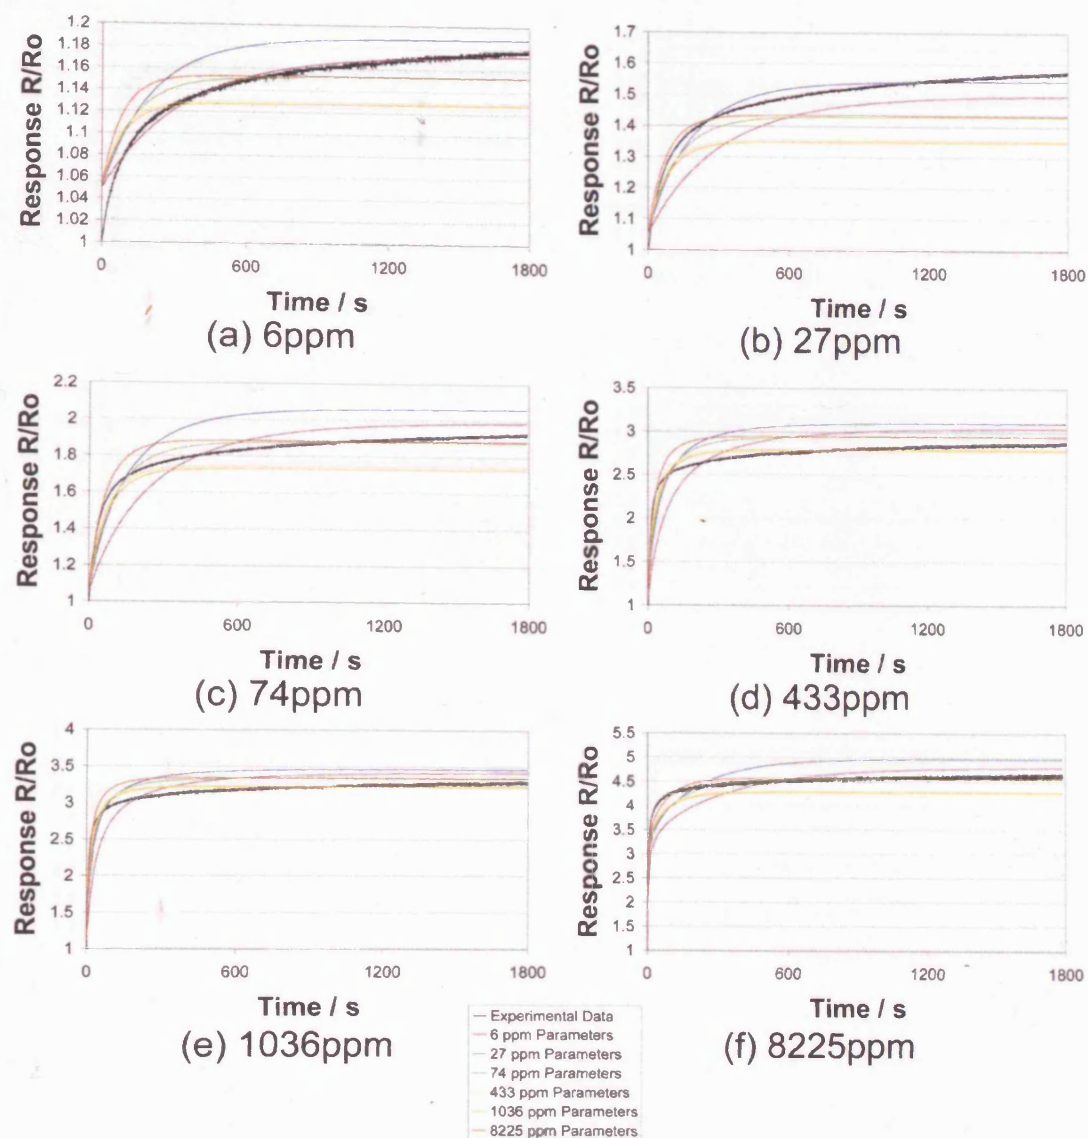 Response R/Ro
1.2
1.18
1.16
1.14
1.12
1.1
1.08
1.06
1.04
1.02
1
0 600 1200 1800
Time / s
(a) 6ppm
Response R/Ro
1.7
1.6
1.5
1.4
1.3
1.2
1.1
1
0 600 1200 1800
Time / s
(b) 27ppm
Response R/Ro
2.2
2
1.8
1.6
1.4
1.2
1
0 600 1200 1800
Time / s
(c) 74ppm
Response R/Ro
3.5
3
2.5
2
1.5
1
0 600 1200 1800
Time / s
(d) 433ppm
Response R/Ro
4
3.5
3
2.5
2
1.5
1
0 600 1200 1800
Time / s
(e) 1036ppm
Response R/Ro
5.5
5
4.5
4
3.5
3
2.5
2
1.5
1
0 600 1200 1800
Time / s
(f) 8225ppm
Experimental Data
6 ppm Parameters
27 ppm Parameters
74 ppm Parameters
433 ppm Parameters
1036 ppm Parameters
8225 ppm Parameters